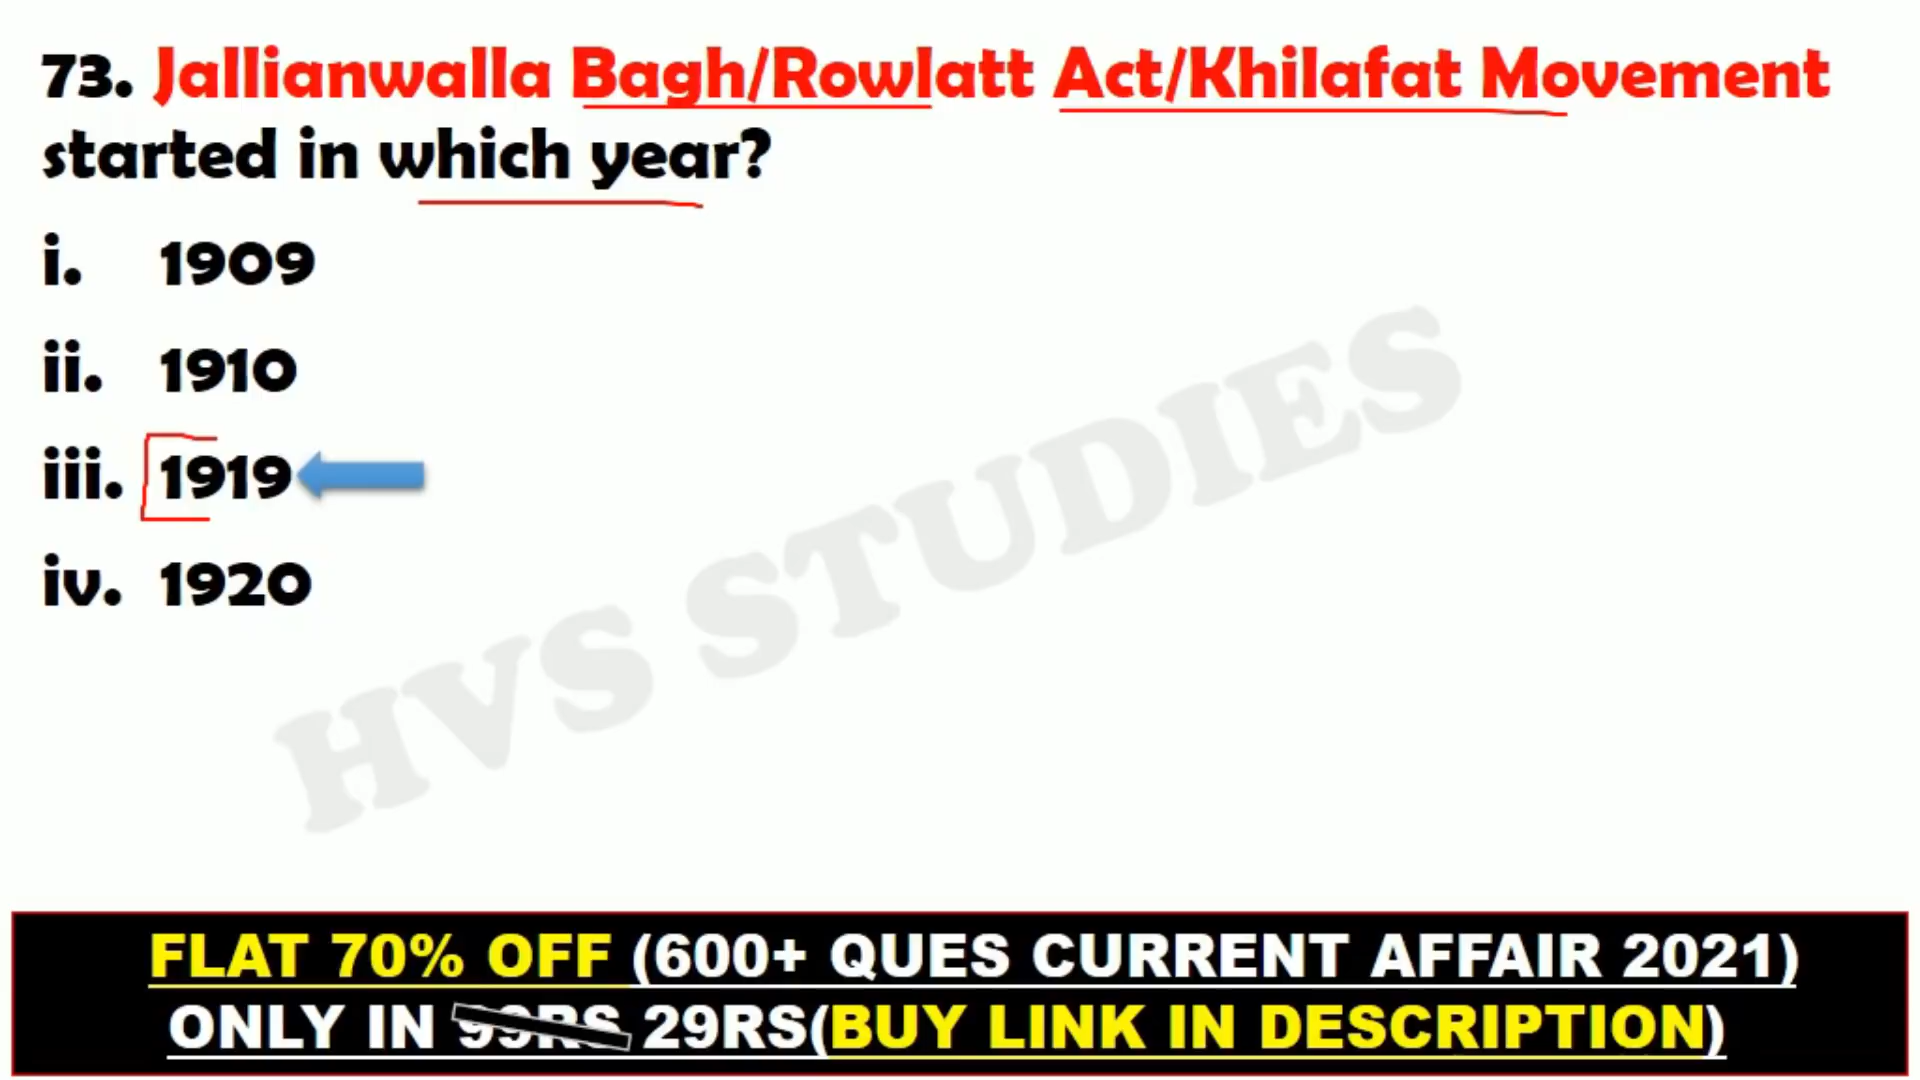 73. Jallianwalla Bagh/Rowlatt Act/Khilafat Movement
started in which year?
i. 1909
ii. 1910
iii. 1919
iv. 1920
HVS STUDIES
FLAT 70% OFF (600+ QUES CURRENT AFFAIR 2021)
ONLY IN 99RS 29RS(BUY LINK IN DESCRIPTION)